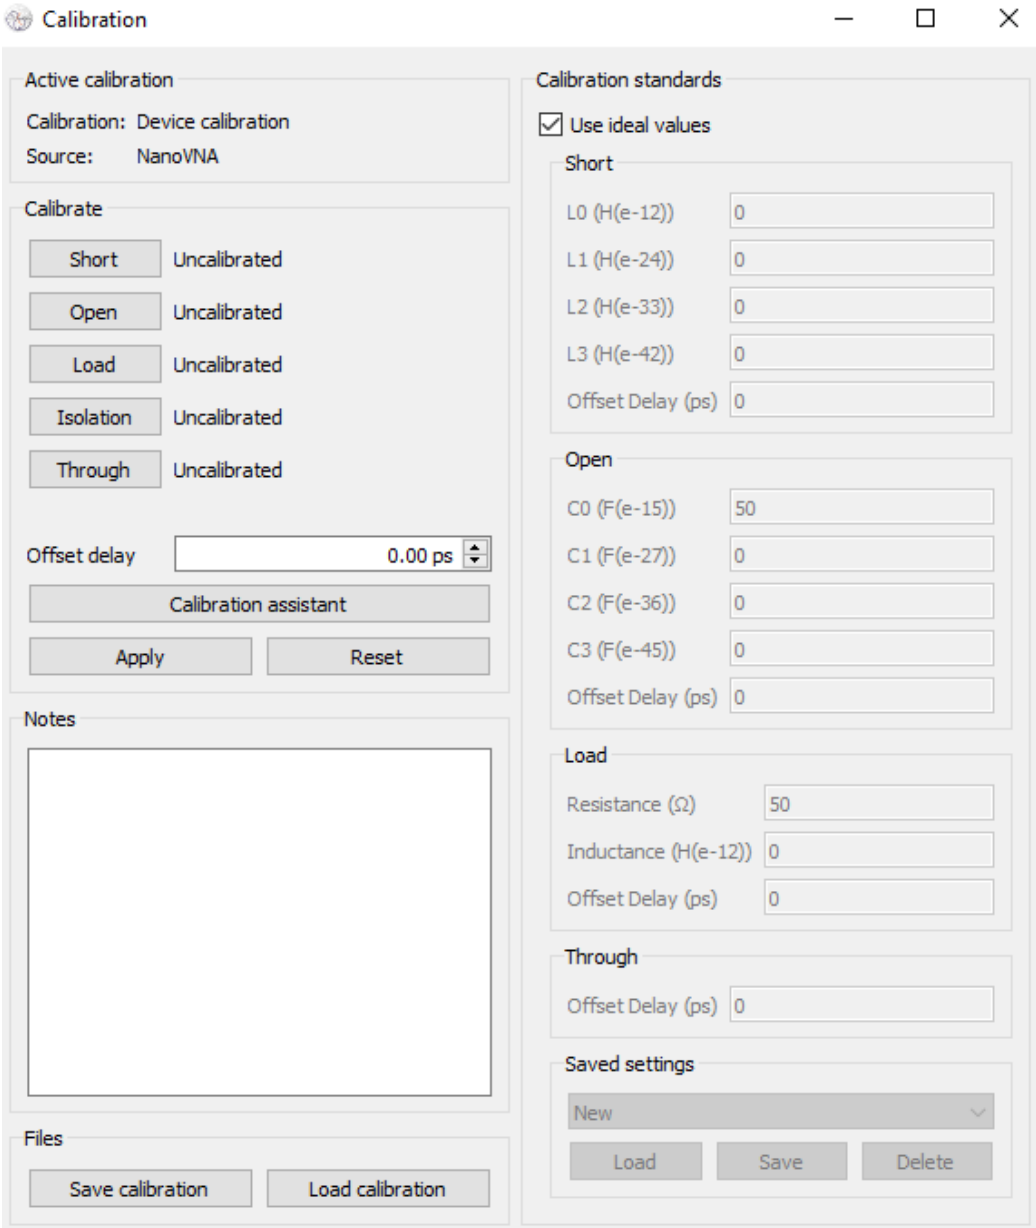 Calibration
Active calibration
Calibration: Device calibration
Source: NanoVNA
Calibrate
Short Uncalibrated
Open Uncalibrated
Load Uncalibrated
Isolation Uncalibrated
Through Uncalibrated
Offset delay 0.00 ps
Calibration assistant
Apply Reset
Notes
Files
Save calibration Load calibration
Calibration standards
Use ideal values
Short
L0 (H(e-12)) 0
L1 (H(e-24)) 0
L2 (H(e-33)) 0
L3 (H(e-42)) 0
Offset Delay (ps) 0
Open
C0 (F(e-15)) 50
C1 (F(e-27)) 0
C2 (F(e-36)) 0
C3 (F(e-45)) 0
Offset Delay (ps) 0
Load
Resistance (Ω) 50
Inductance (H(e-12)) 0
Offset Delay (ps) 0
Through
Offset Delay (ps) 0
Saved settings
New
Load Save Delete